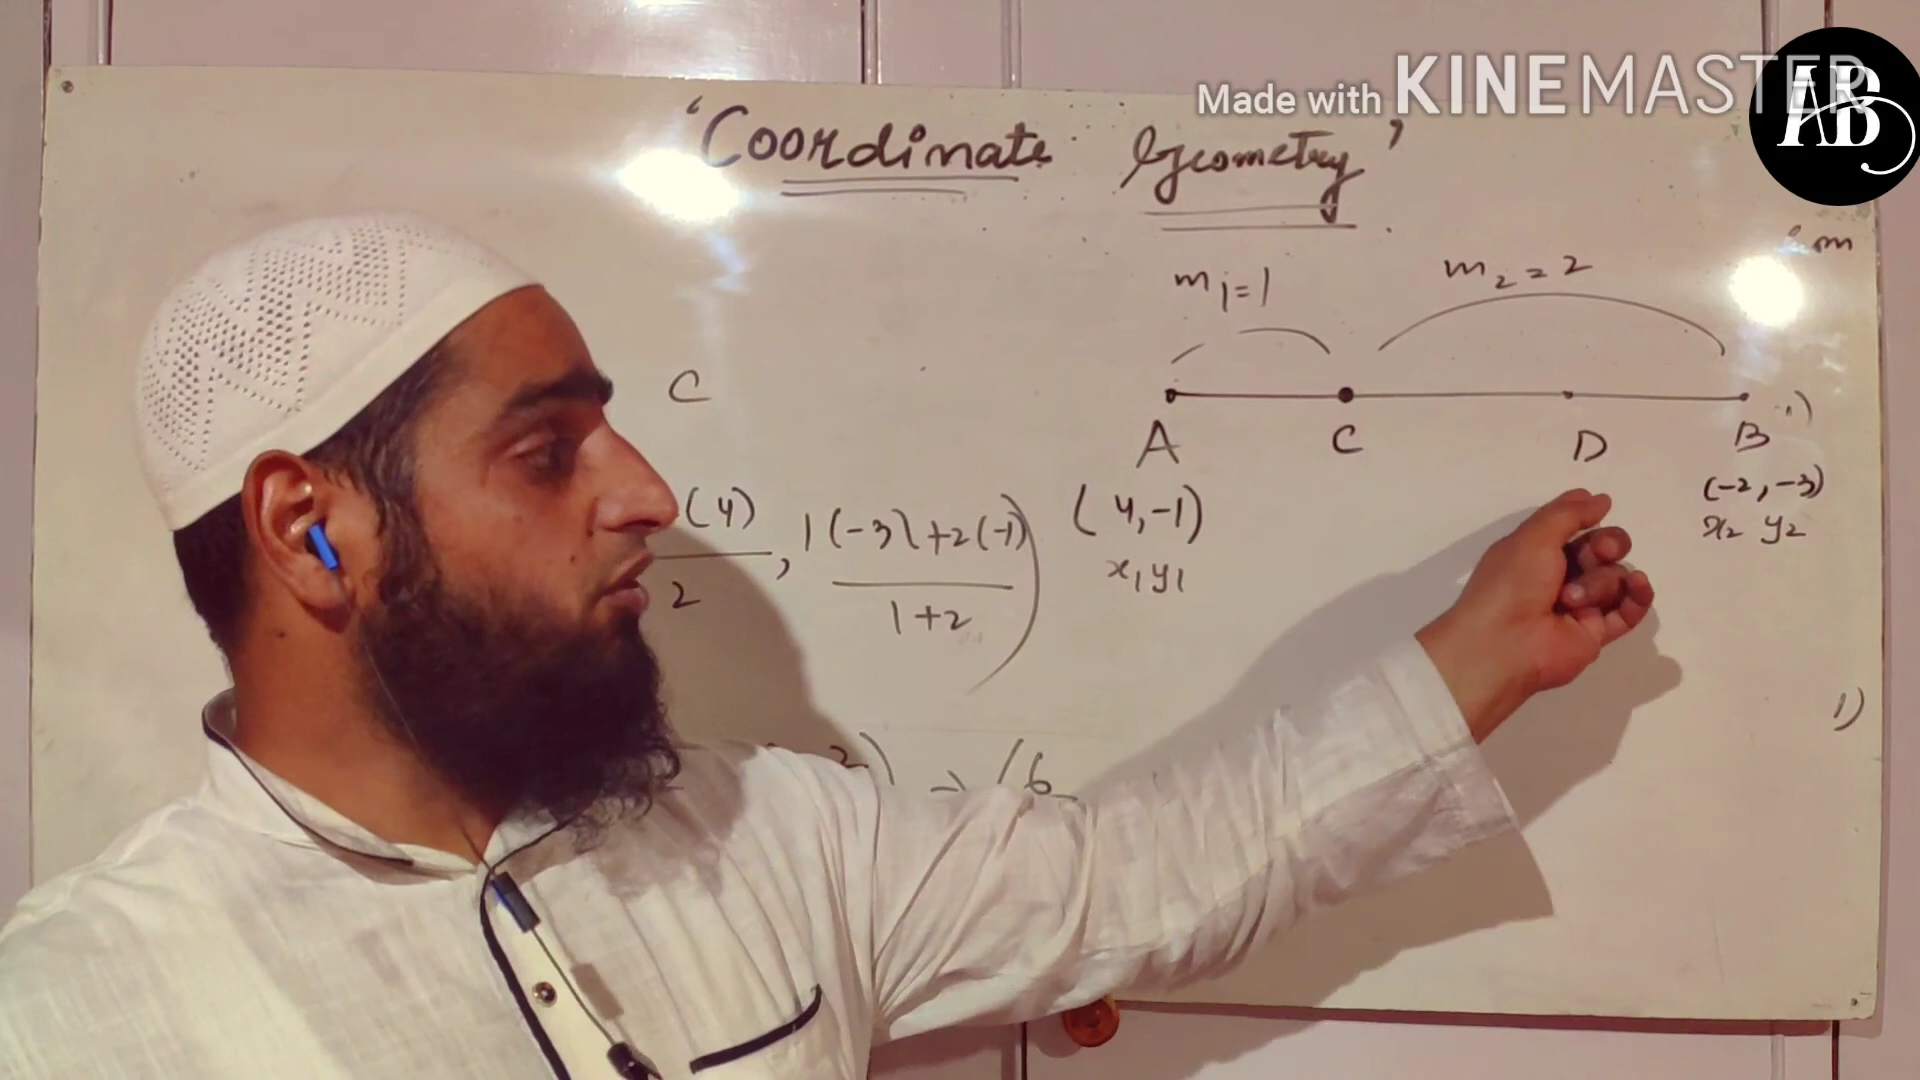 Made with KINEMASTER
AB
'Coordinate Geometry'
m
m1=1 m2=2
C
A C D B
(4) , 1(-3)+2(-1)) (4,-1) (-2,-3)
2 1+2 x1y1 x2 y2
1)
2) → (6